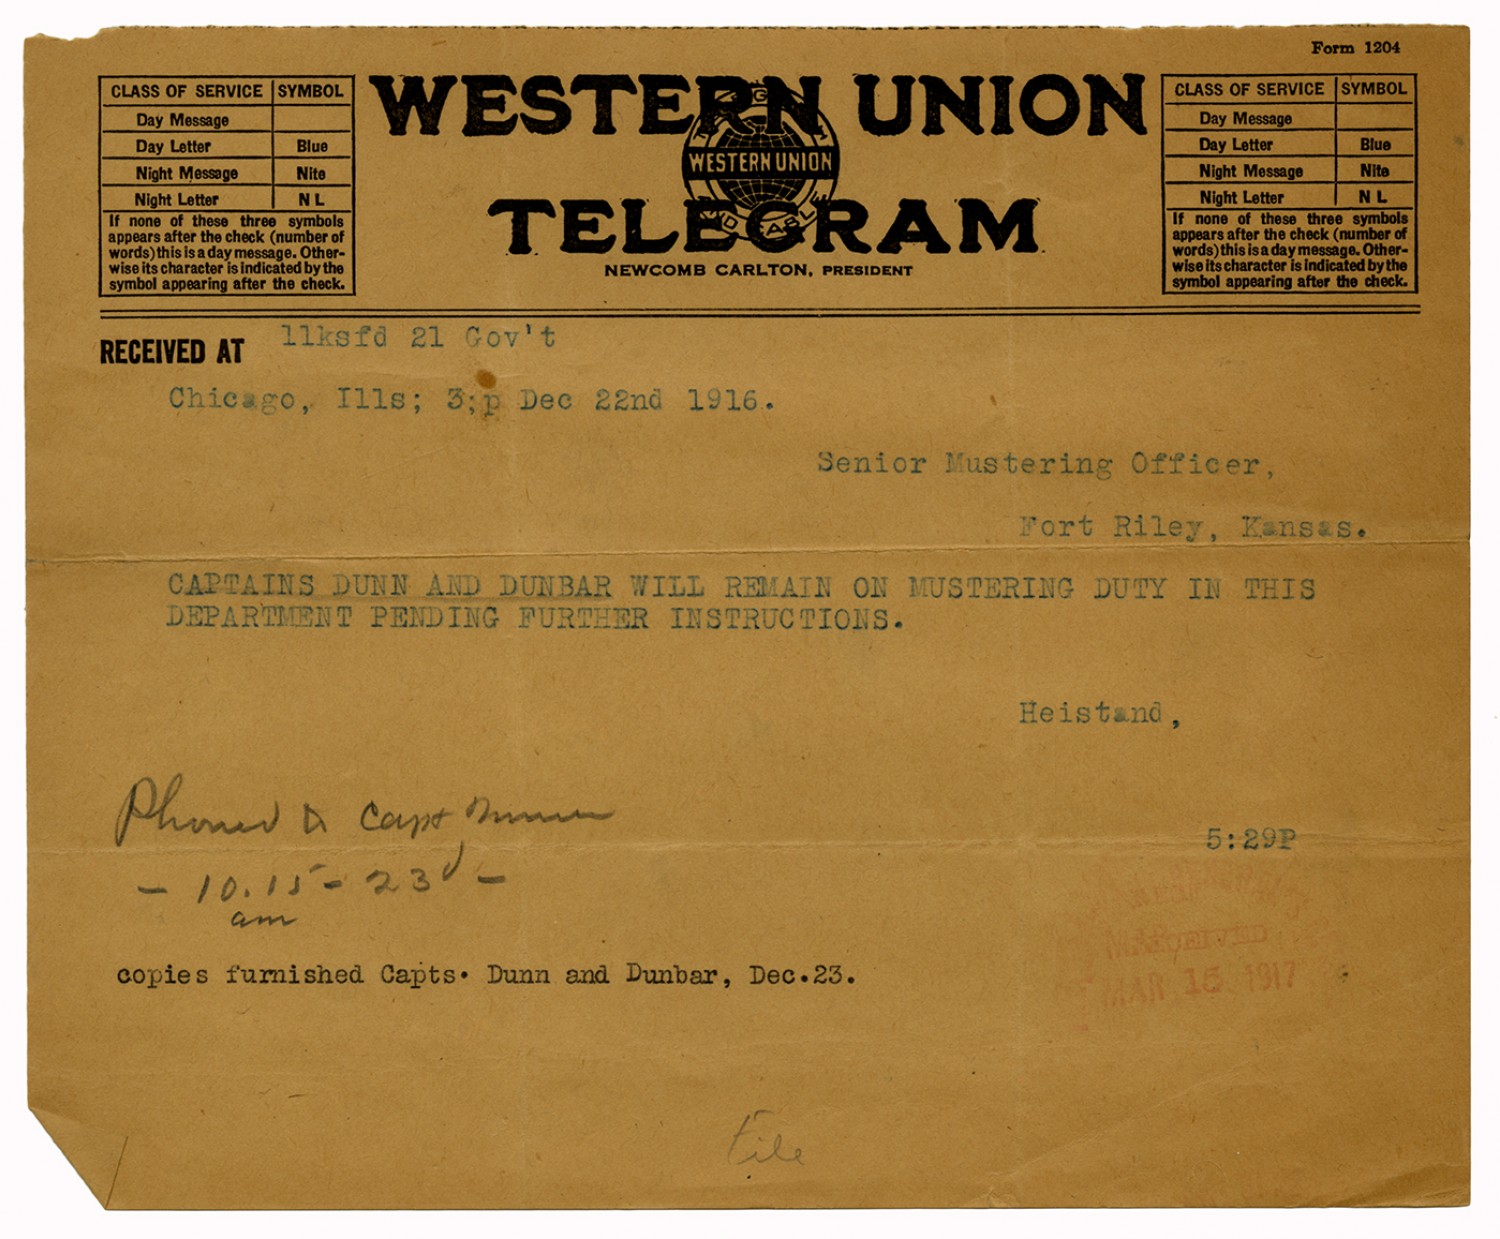 Form 1204
CLASS OF SERVICE SYMBOL
Day Message
Day Letter Blue
Night Message Nite
Night Letter N L
If none of these three symbols
appears after the check (number of
words) this is a day message. Other-
wise its character is indicated by the
symbol appearing after the check.
WESTERN UNION
WESTERN UNION
TELEGRAM
NEWCOMB CARLTON, PRESIDENT
CLASS OF SERVICE SYMBOL
Day Message
Day Letter Blue
Night Message Nite
Night Letter N L
If none of these three symbols
appears after the check (number of
words) this is a day message. Other-
wise its character is indicated by the
symbol appearing after the check.
RECEIVED AT 11ksfd 21 Gov't
Chicago, Ills; 3;p Dec 22nd 1916.
Senior Mustering Officer,
Fort Riley, Kansas.
CAPTAINS DUNN AND DUNBAR WILL REMAIN ON MUSTERING DUTY IN THIS
DEPARTMENT PENDING FURTHER INSTRUCTIONS.
Heistand,
Phoned to Capt
5:29P
- 10.15 - 23d -
am
copies furnished Capts. Dunn and Dunbar, Dec.23.
RECEIVED
MAR 15 1917
File